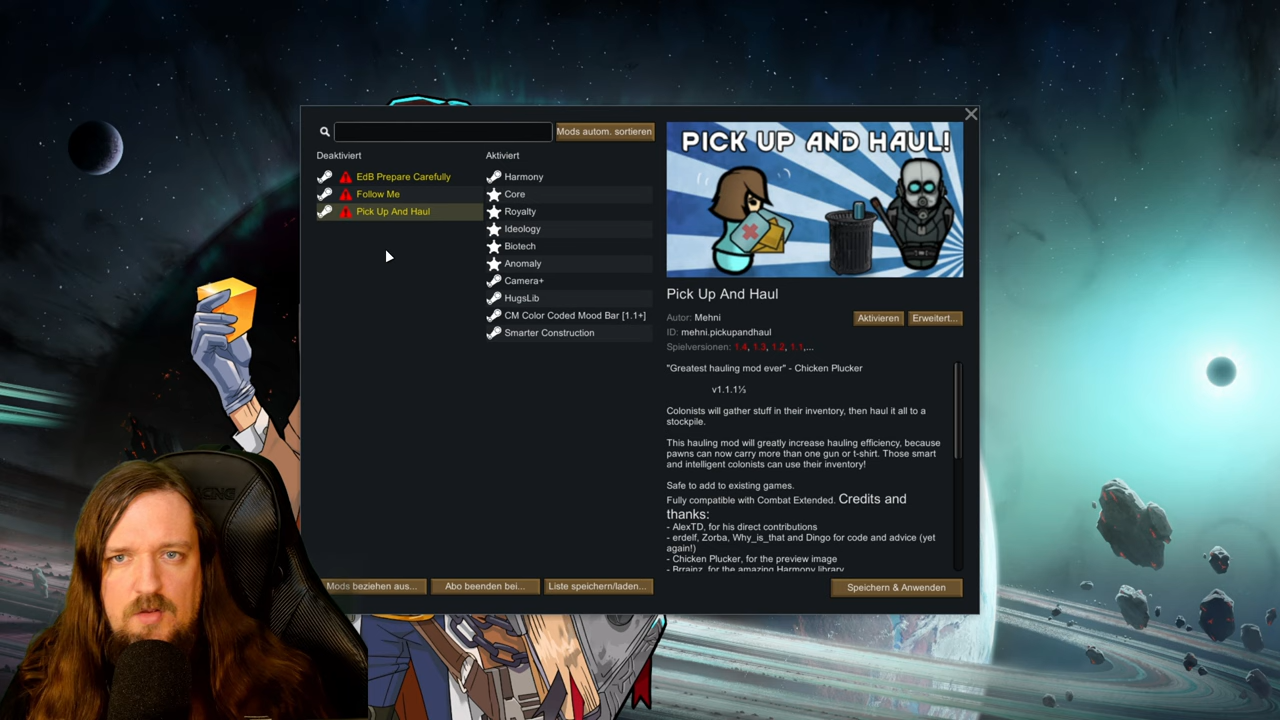 Mods autom. sortieren
Deaktiviert
EdB Prepare Carefully
Follow Me
Pick Up And Haul
Aktiviert
Harmony
Core
Royalty
Ideology
Biotech
Anomaly
Camera+
HugsLib
CM Color Coded Mood Bar [1.1+]
Smarter Construction
PICK UP AND HAUL!
Pick Up And Haul
Autor: Mehni
Aktivieren
Erweitert...
ID: mehni.pickupandhaul
Spielversionen: 1.4, 1.3, 1.2, 1.1,...
"Greatest hauling mod ever" - Chicken Plucker
v1.1.1½
Colonists will gather stuff in their inventory, then haul it all to a
stockpile.
This hauling mod will greatly increase hauling efficiency, because
pawns can now carry more than one gun or t-shirt. Those smart
and intelligent colonists can use their inventory!
Safe to add to existing games.
Fully compatible with Combat Extended. Credits and
thanks:
- AlexTD, for his direct contributions
- erdelf, Zorba, Why_is_that and Dingo for code and advice (yet
again!)
- Chicken Plucker, for the preview image
- Brrainz, for the amazing Harmony library
Mods beziehen aus...
Abo beenden bei...
Liste speichern/laden...
Speichern & Anwenden